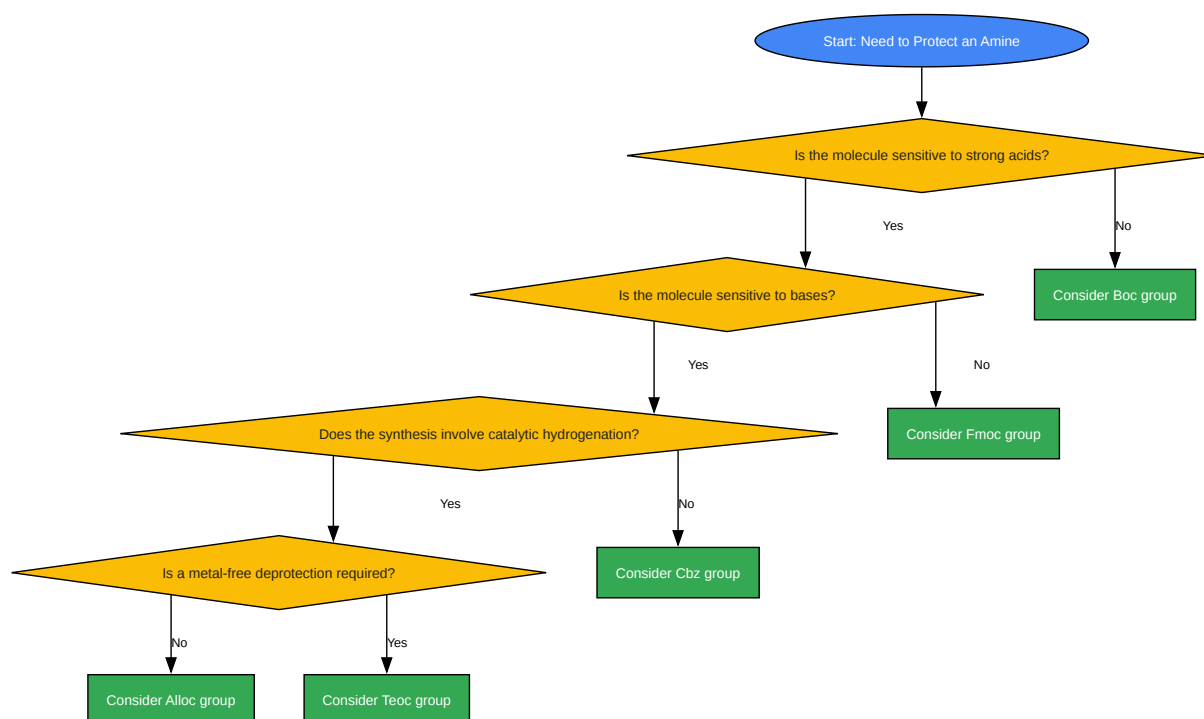 Start: Need to Protect an Amine
Is the molecule sensitive to strong acids?
Yes
No
Is the molecule sensitive to bases?
Consider Boc group
Yes
No
Does the synthesis involve catalytic hydrogenation?
Consider Fmoc group
Yes
No
Is a metal-free deprotection required?
Consider Cbz group
No
Yes
Consider Alloc group
Consider Teoc group